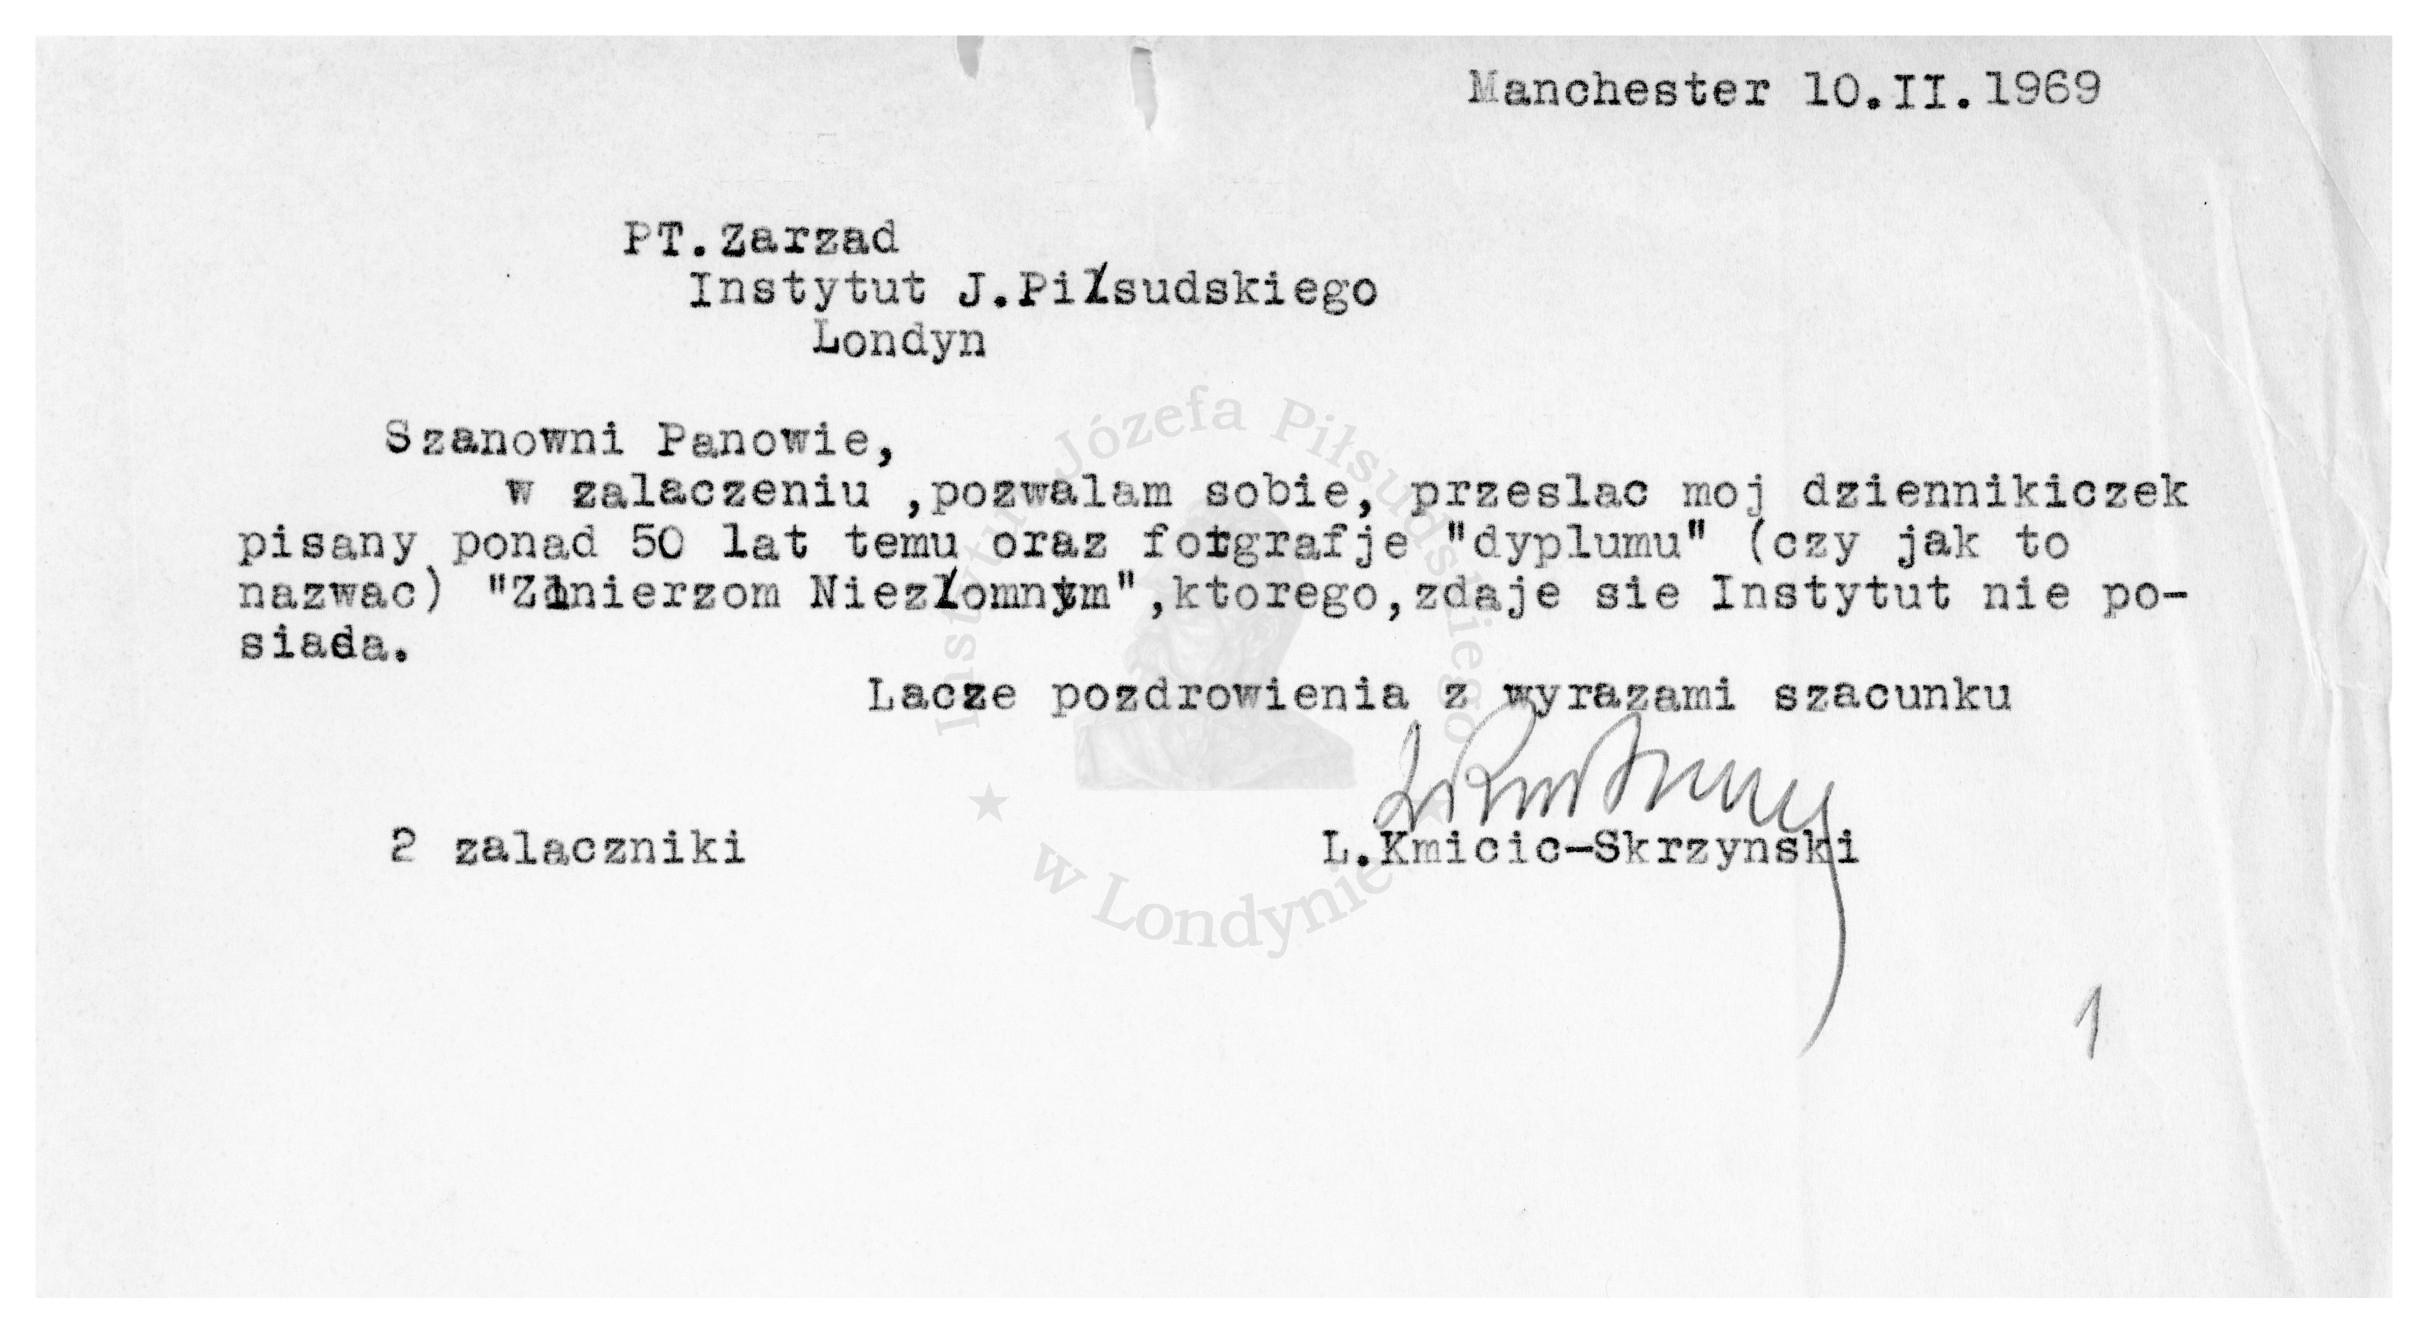 Manchester 10.II.1969
PT.Zarzad
Instytut J.Piłsudskiego
Londyn
Szanowni Panowie,
w zalaczeniu ,pozwalam sobie, przeslac moj dziennikiczek
pisany ponad 50 lat temu oraz fotgrafje "dyplumu" (czy jak to
nazwac) "Żołnierzom Niezłomnym",ktorego,zdaje sie Instytut nie po-
siada.
Lacze pozdrowienia z wyrazami szacunku
2 zalaczniki
L.Kmicic-Skrzynski
1
Instytut Józefa Piłsudskiego
w Londynie